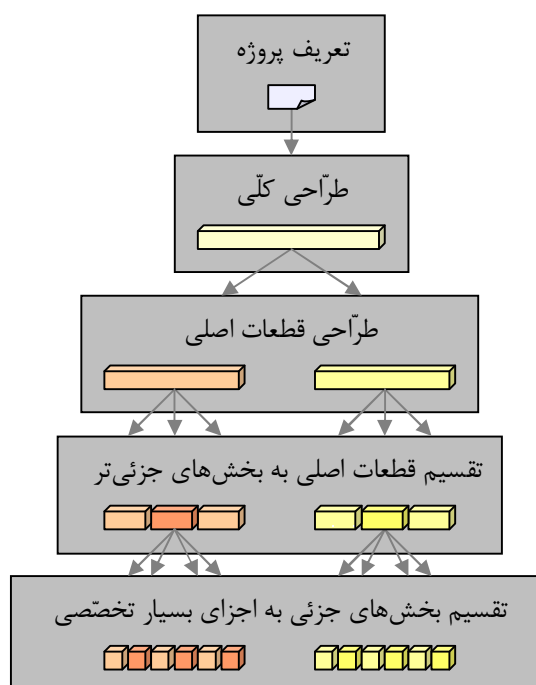 تعریف پروژه
طرّاحی کلّی
طرّاحی قطعات اصلی
تقسیم قطعات اصلی به بخش‌های جزئی‌تر
تقسیم بخش‌های جزئی به اجزای بسیار تخصّصی